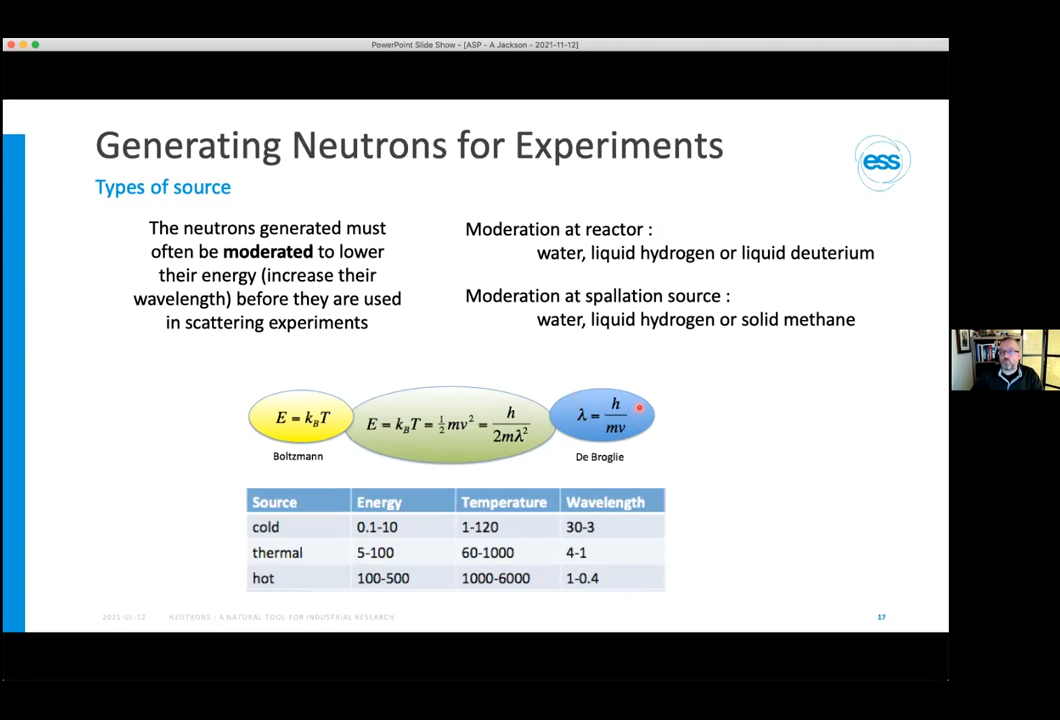 PowerPoint Slide Show - [ASP - A Jackson - 2021-11-12]
Generating Neutrons for Experiments
ess
Types of source
The neutrons generated must
often be moderated to lower
their energy (increase their
wavelength) before they are used
in scattering experiments
Moderation at reactor :
water, liquid hydrogen or liquid deuterium
Moderation at spallation source :
water, liquid hydrogen or solid methane
E = k_BT
E = k_BT = ½mv² = h/2mλ²
λ = h/mv
Boltzmann
De Broglie
Source Energy Temperature Wavelength
cold 0.1-10 1-120 30-3
thermal 5-100 60-1000 4-1
hot 100-500 1000-6000 1-0.4
2021-01-12 NEUTRONS : A NATURAL TOOL FOR INDUSTRIAL RESEARCH 17